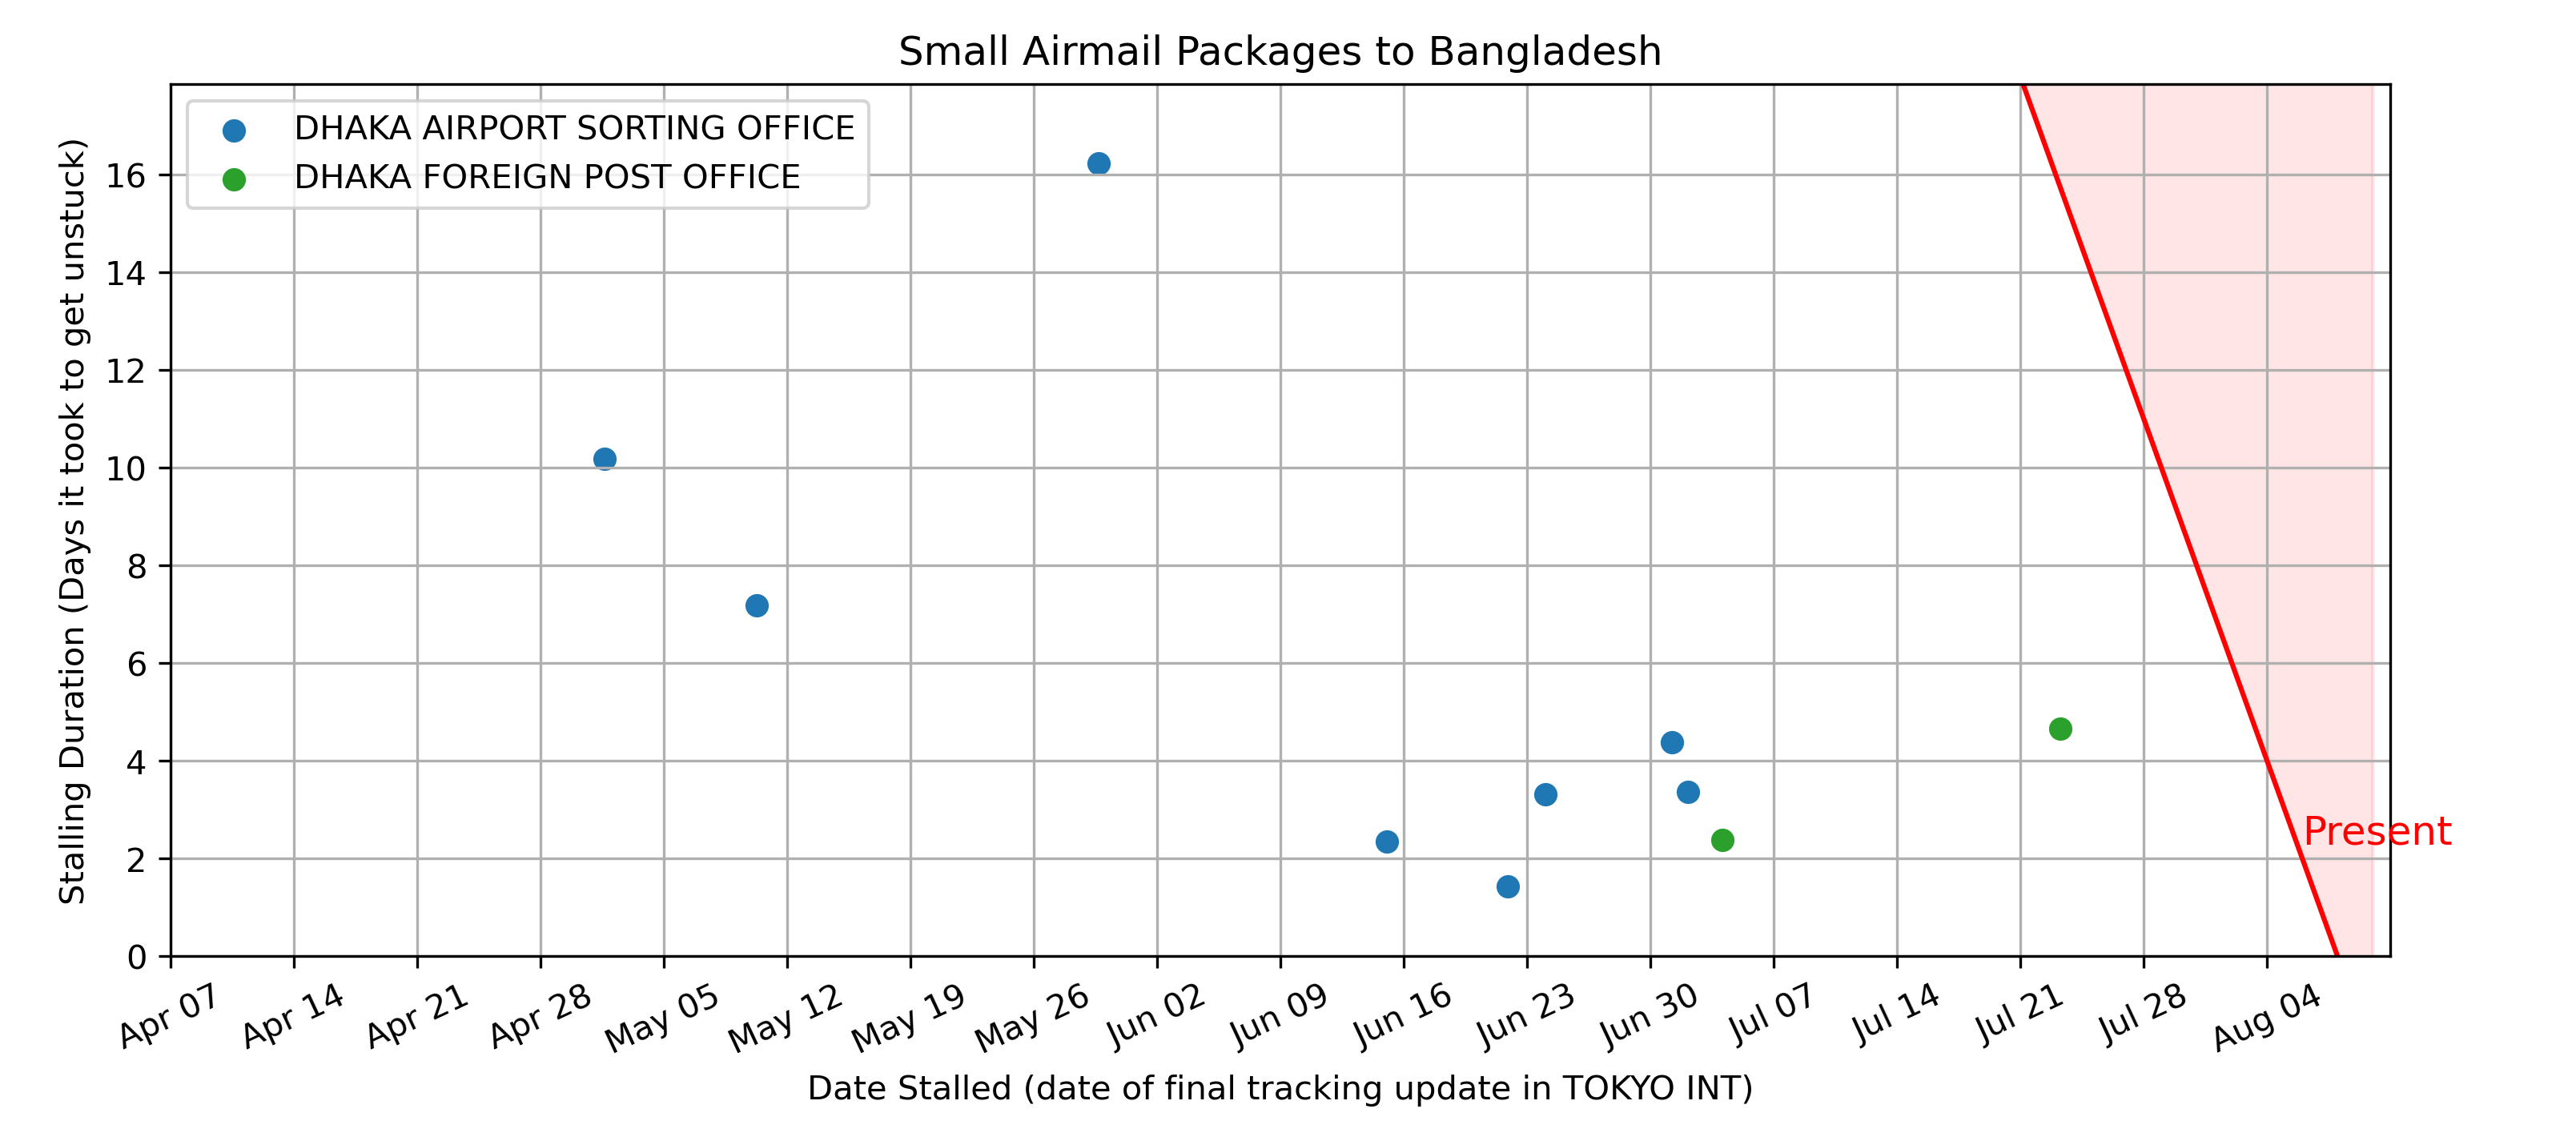 Small Airmail Packages to Bangladesh
DHAKA AIRPORT SORTING OFFICE
DHAKA FOREIGN POST OFFICE
Stalling Duration (Days it took to get unstuck)
16
14
12
10
8
6
4
2
0
Present
Apr 07
Apr 14
Apr 21
Apr 28
May 05
May 12
May 19
May 26
Jun 02
Jun 09
Jun 16
Jun 23
Jun 30
Jul 07
Jul 14
Jul 21
Jul 28
Aug 04
Date Stalled (date of final tracking update in TOKYO INT)